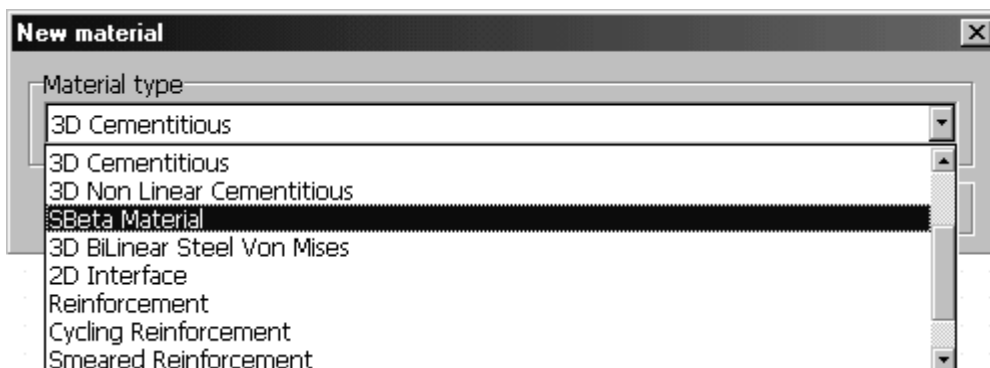 New material
Material type
3D Cementitious
3D Cementitious
3D Non Linear Cementitious
SBeta Material
3D BiLinear Steel Von Mises
2D Interface
Reinforcement
Cycling Reinforcement
Smeared Reinforcement